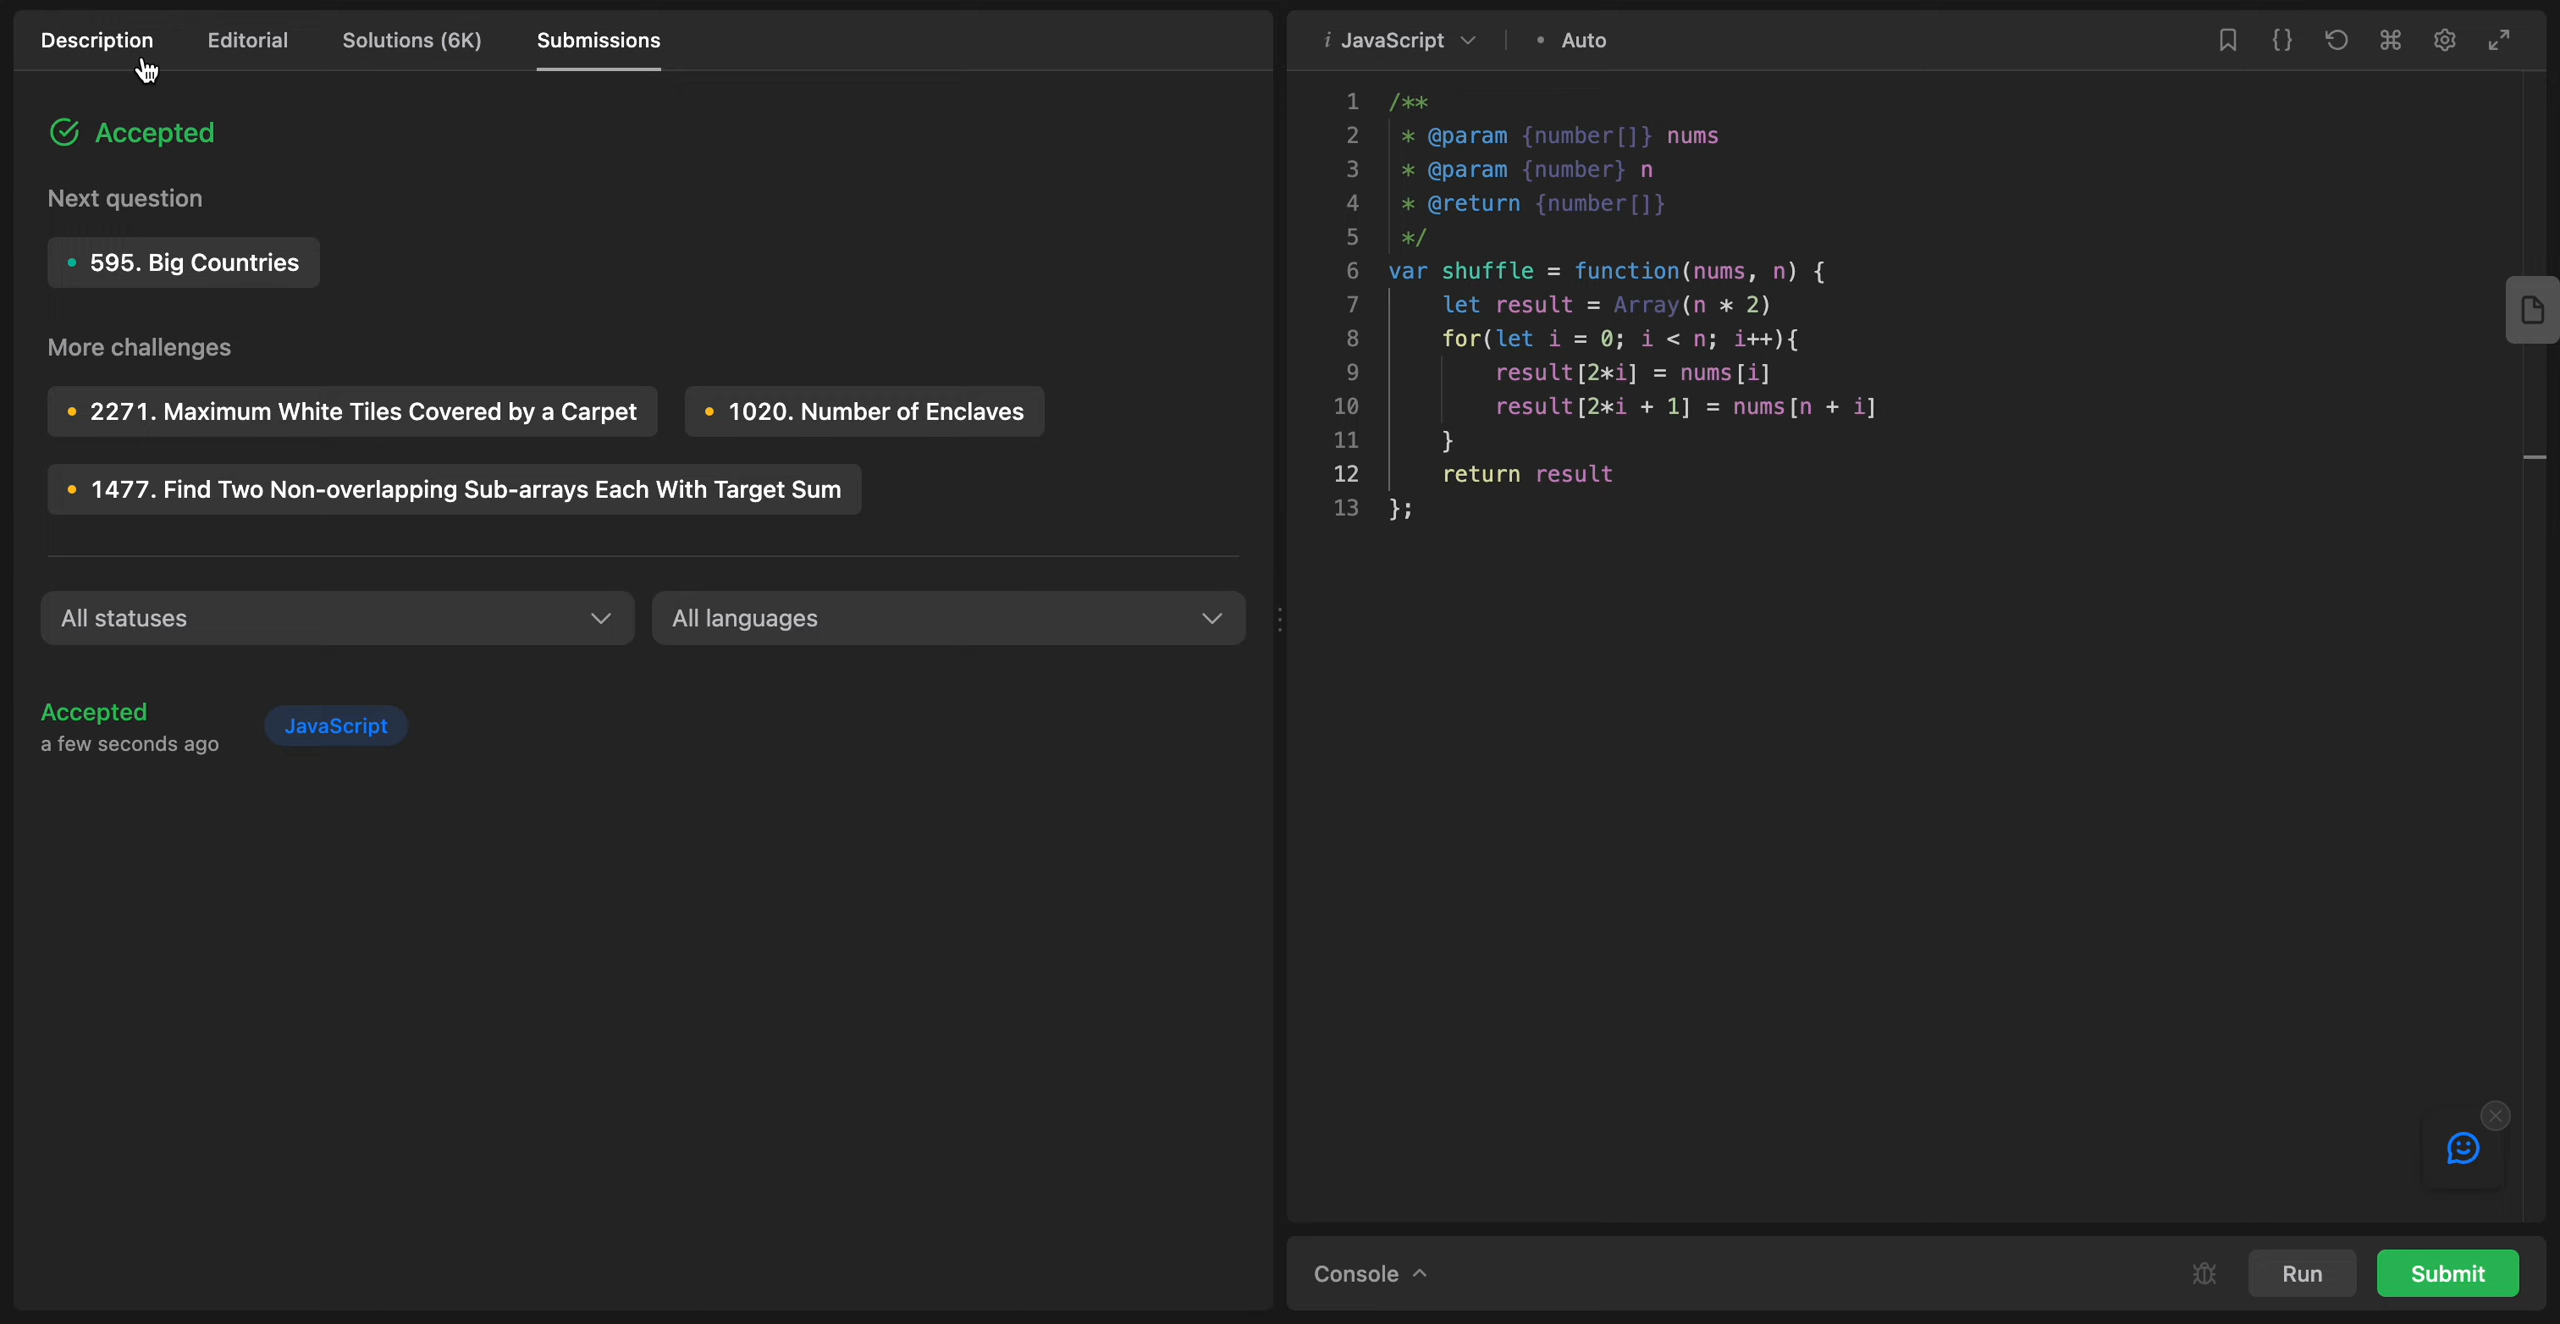 Description Editorial Solutions (6K) Submissions
Accepted
Next question
595. Big Countries
More challenges
2271. Maximum White Tiles Covered by a Carpet 1020. Number of Enclaves
1477. Find Two Non-overlapping Sub-arrays Each With Target Sum
All statuses All languages
Accepted
a few seconds ago
JavaScript
i JavaScript • Auto
1 /**
2 * @param {number[]} nums
3 * @param {number} n
4 * @return {number[]}
5 */
6 var shuffle = function(nums, n) {
7 let result = Array(n * 2)
8 for(let i = 0; i < n; i++){
9 result[2*i] = nums[i]
10 result[2*i + 1] = nums[n + i]
11 }
12 return result
13 };
Console Run Submit